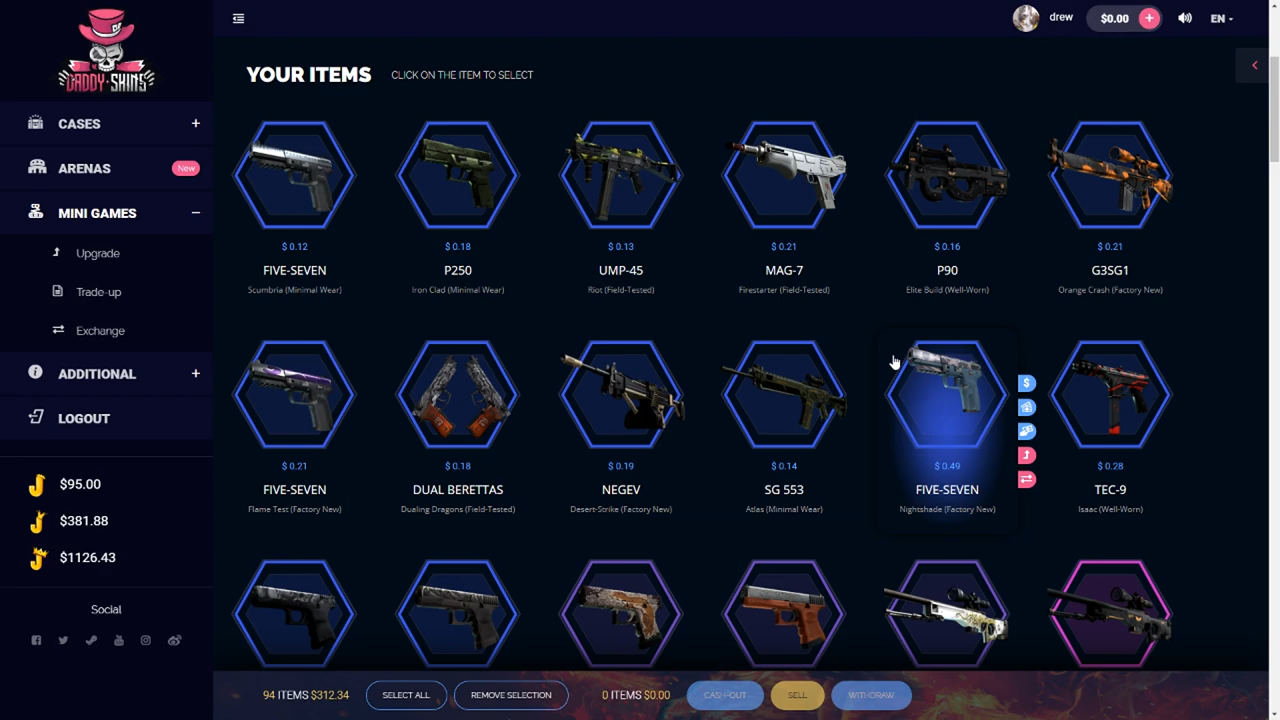 drew
$0.00
EN
DADDY-SKINS
CASES
ARENAS
New
MINI GAMES
Upgrade
Trade-up
Exchange
ADDITIONAL
LOGOUT
$95.00
$381.88
$1126.43
Social
YOUR ITEMS
CLICK ON THE ITEM TO SELECT
$ 0.12
$ 0.18
$ 0.13
$ 0.21
$ 0.16
$ 0.21
FIVE-SEVEN
P250
UMP-45
MAG-7
P90
G3SG1
Scumbria (Minimal Wear)
Iron Clad (Minimal Wear)
Riot (Field-Tested)
Firestarter (Field-Tested)
Elite Build (Well-Worn)
Orange Crash (Factory New)
$ 0.21
$ 0.18
$ 0.19
$ 0.14
$ 0.49
$ 0.28
FIVE-SEVEN
DUAL BERETTAS
NEGEV
SG 553
FIVE-SEVEN
TEC-9
Flame Test (Factory New)
Dualing Dragons (Field-Tested)
Desert-Strike (Factory New)
Atlas (Minimal Wear)
Nightshade (Factory New)
Isaac (Well-Worn)
94 ITEMS $312.34
SELECT ALL
REMOVE SELECTION
0 ITEMS $0.00
CASH-OUT
SELL
WITHDRAW